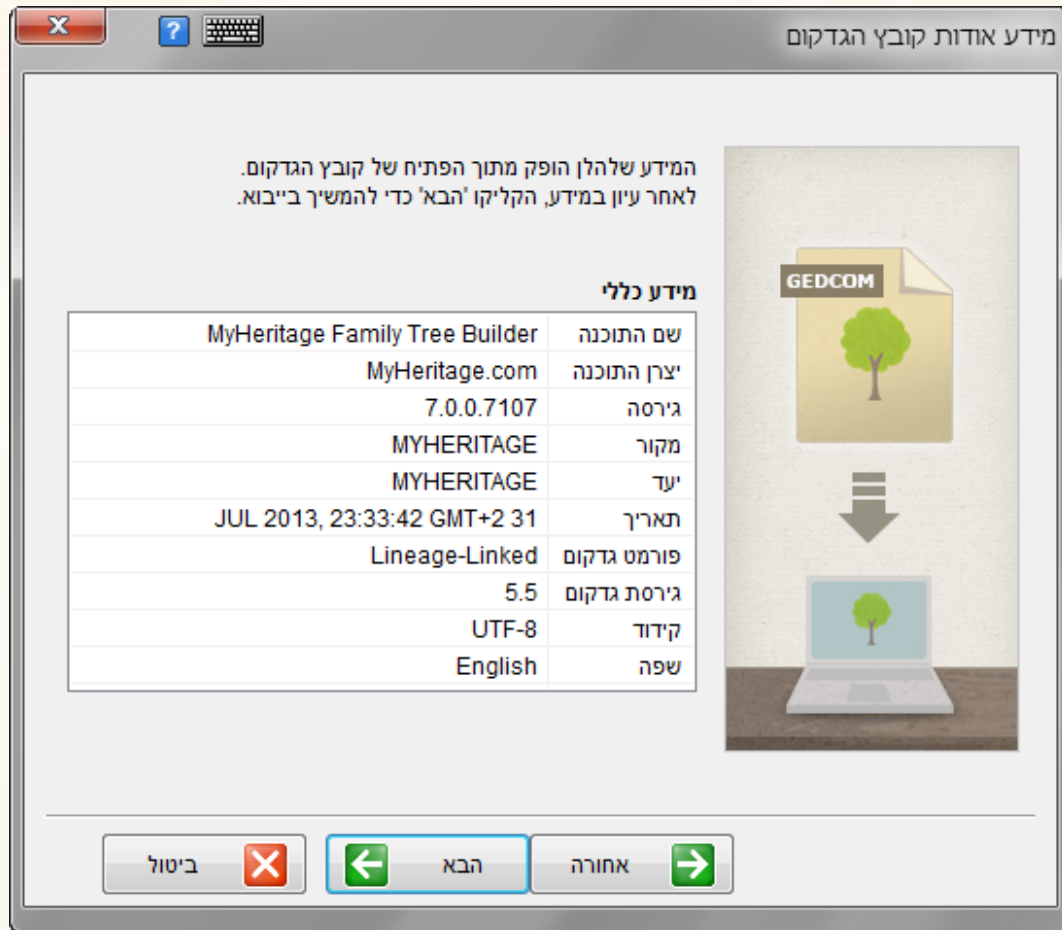 מידע אודות קובץ הגדקום
המידע שלהלן הופק מתוך הפתיח של קובץ הגדקום.
לאחר עיון במידע, הקליקו 'הבא' כדי להמשיך בייבוא.
GEDCOM
מידע כללי
שם התוכנה MyHeritage Family Tree Builder
יצרן התוכנה MyHeritage.com
גירסה 7.0.0.7107
מקור MYHERITAGE
יעד MYHERITAGE
תאריך JUL 2013, 23:33:42 GMT+2 31
פורמט גדקום Lineage-Linked
גירסת גדקום 5.5
קידוד UTF-8
שפה English
אחורה הבא ביטול